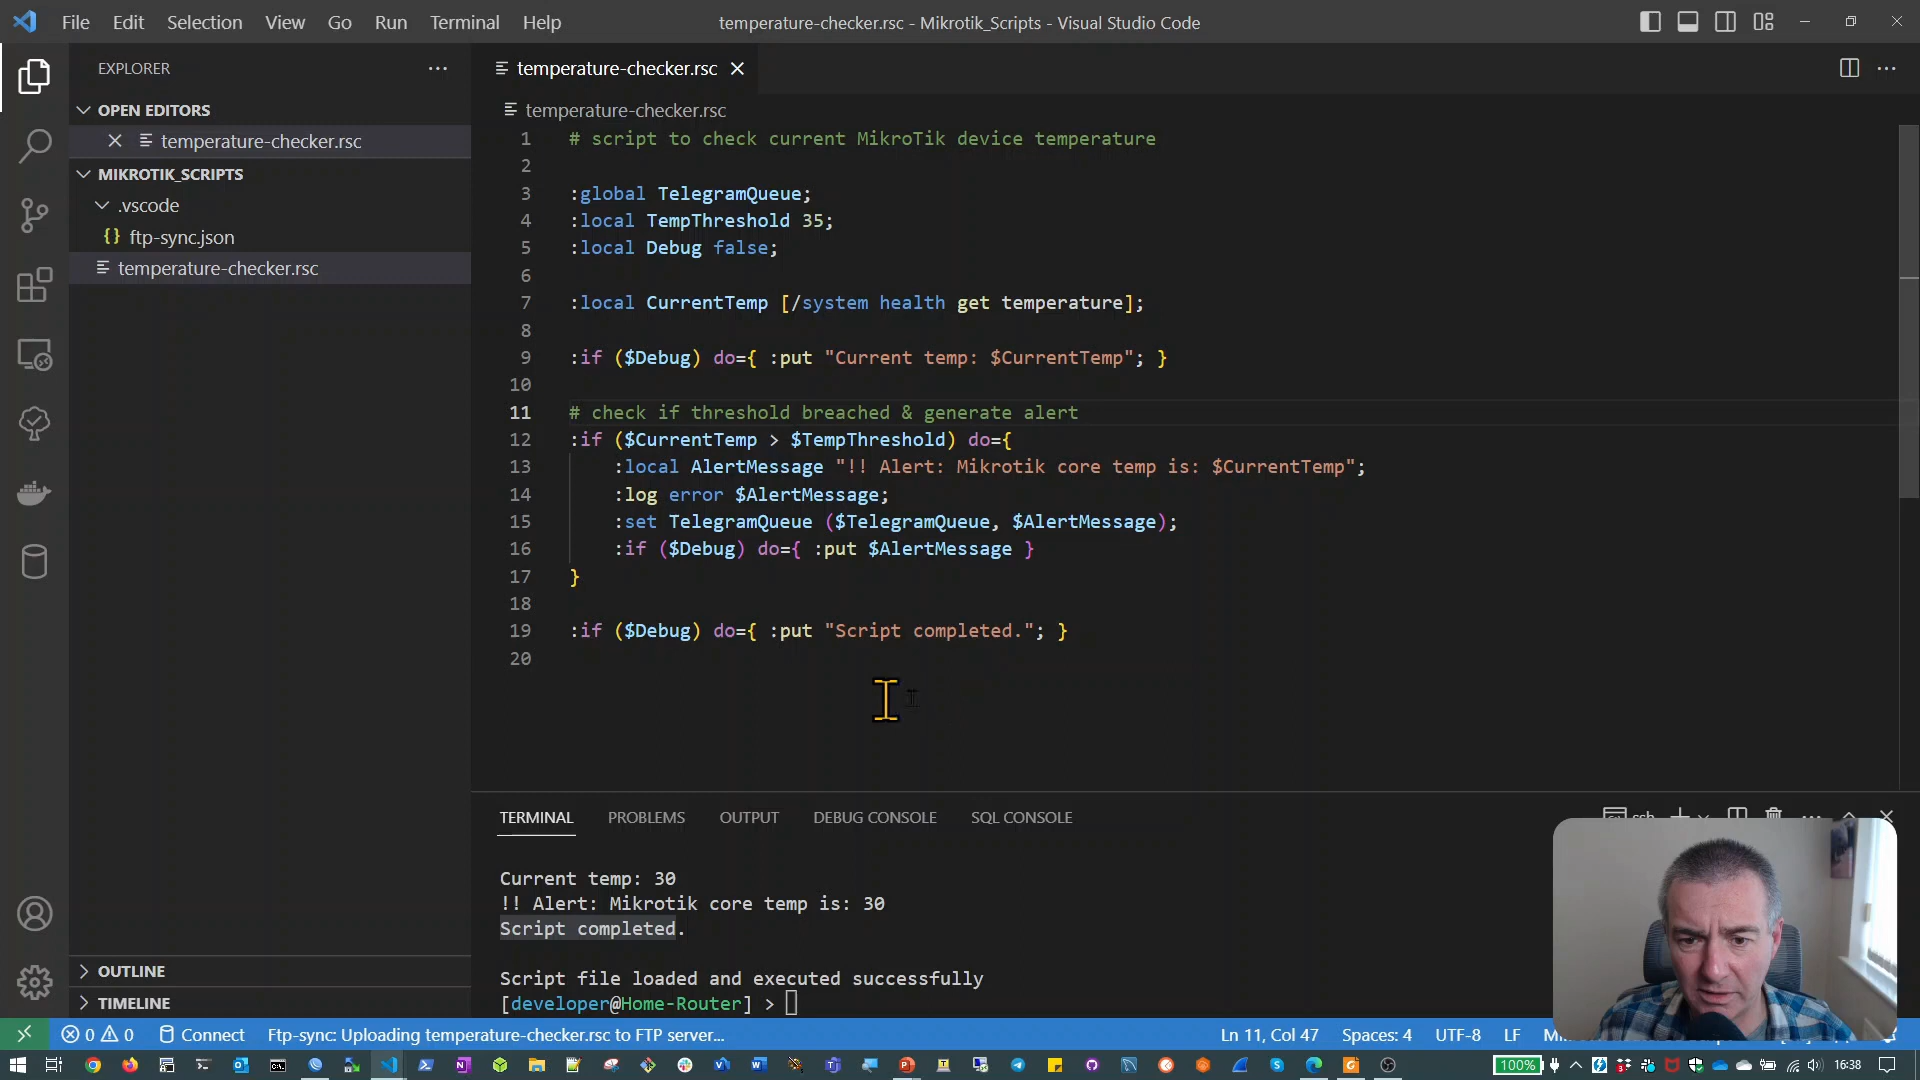 File Edit Selection View Go Run Terminal Help
temperature-checker.rsc - Mikrotik_Scripts - Visual Studio Code
EXPLORER
OPEN EDITORS
temperature-checker.rsc
MIKROTIK_SCRIPTS
.vscode
{} ftp-sync.json
temperature-checker.rsc
OUTLINE
TIMELINE
temperature-checker.rsc
temperature-checker.rsc
1 # script to check current MikroTik device temperature
2
3 :global TelegramQueue;
4 :local TempThreshold 35;
5 :local Debug false;
6
7 :local CurrentTemp [/system health get temperature];
8
9 :if ($Debug) do={ :put "Current temp: $CurrentTemp"; }
10
11 # check if threshold breached & generate alert
12 :if ($CurrentTemp > $TempThreshold) do={
13 :local AlertMessage "!! Alert: Mikrotik core temp is: $CurrentTemp";
14 :log error $AlertMessage;
15 :set TelegramQueue ($TelegramQueue, $AlertMessage);
16 :if ($Debug) do={ :put $AlertMessage }
17 }
18
19 :if ($Debug) do={ :put "Script completed."; }
20
TERMINAL PROBLEMS OUTPUT DEBUG CONSOLE SQL CONSOLE
Current temp: 30
!! Alert: Mikrotik core temp is: 30
Script completed.
Script file loaded and executed successfully
[developer@Home-Router] >
0 0 Connect Ftp-sync: Uploading temperature-checker.rsc to FTP server... Ln 11, Col 47 Spaces: 4 UTF-8 LF
100% 16:38